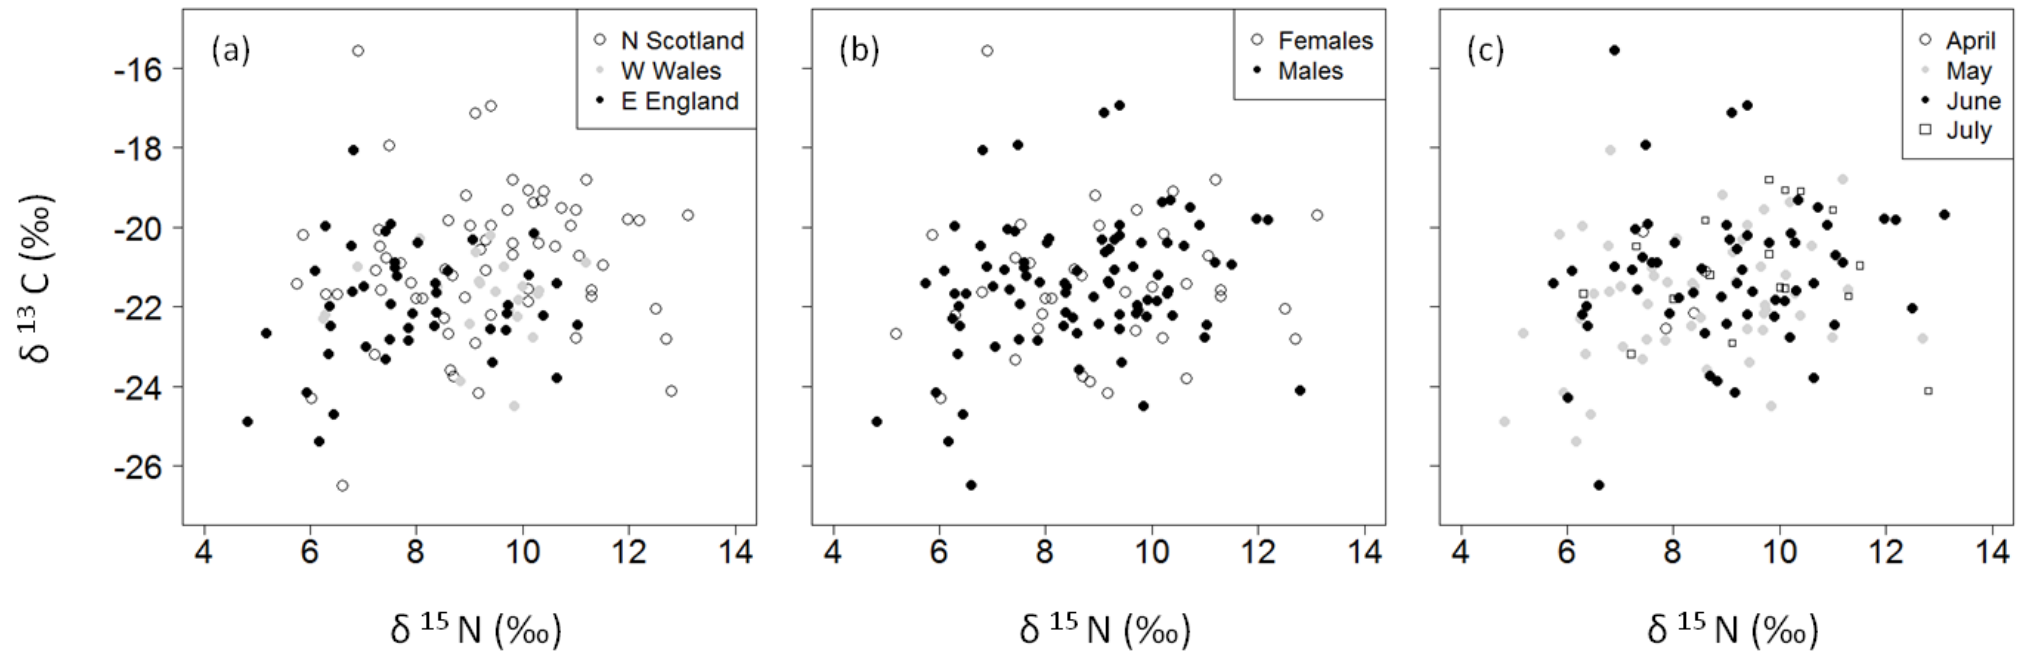 (a)
N Scotland
W Wales
E England
(b)
Females
Males
(c)
April
May
June
July
-16
-18
-20
-22
-24
-26
δ 13 C (‰)
4 6 8 10 12 14
4 6 8 10 12 14
4 6 8 10 12 14
δ 15 N (‰)
δ 15 N (‰)
δ 15 N (‰)